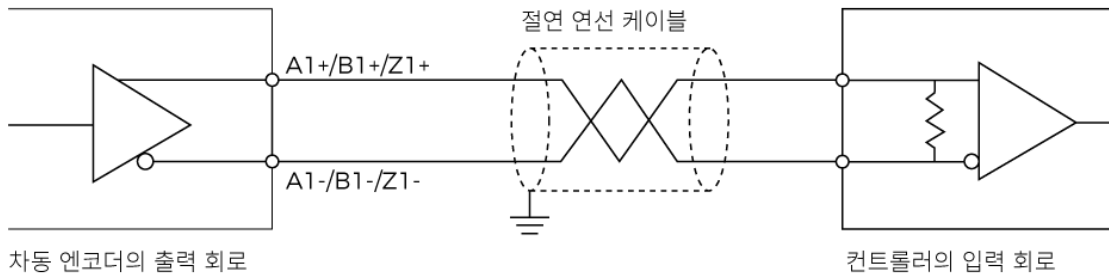 절연 연선 케이블
A1+/B1+/Z1+
A1-/B1-/Z1-
차동 엔코더의 출력 회로
컨트롤러의 입력 회로